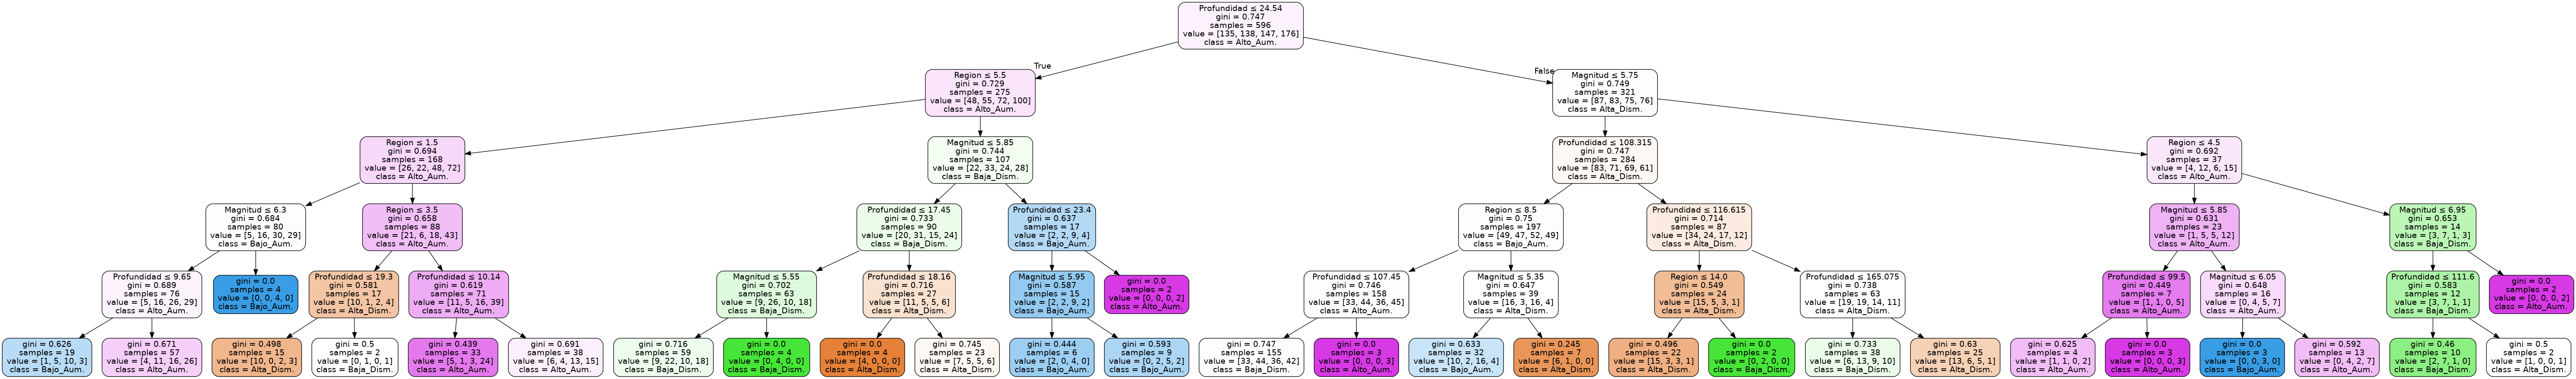 Profundidad ≤ 24.54
gini = 0.747
samples = 596
value = [135, 138, 147, 176]
class = Alto_Aum.
True
False
Region ≤ 5.5
gini = 0.729
samples = 275
value = [48, 55, 72, 100]
class = Alto_Aum.
Magnitud ≤ 5.75
gini = 0.749
samples = 321
value = [87, 83, 75, 76]
class = Alta_Dism.
Region ≤ 1.5
gini = 0.694
samples = 168
value = [26, 22, 48, 72]
class = Alto_Aum.
Magnitud ≤ 5.85
gini = 0.744
samples = 107
value = [22, 33, 24, 28]
class = Baja_Dism.
Profundidad ≤ 108.315
gini = 0.747
samples = 284
value = [83, 71, 69, 61]
class = Alta_Dism.
Region ≤ 4.5
gini = 0.692
samples = 37
value = [4, 12, 6, 15]
class = Alto_Aum.
Magnitud ≤ 6.3
gini = 0.684
samples = 80
value = [5, 16, 30, 29]
class = Bajo_Aum.
Region ≤ 3.5
gini = 0.658
samples = 88
value = [21, 6, 18, 43]
class = Alto_Aum.
Profundidad ≤ 17.45
gini = 0.733
samples = 90
value = [20, 31, 15, 24]
class = Baja_Dism.
Profundidad ≤ 23.4
gini = 0.637
samples = 17
value = [2, 2, 9, 4]
class = Bajo_Aum.
Region ≤ 8.5
gini = 0.75
samples = 197
value = [49, 47, 52, 49]
class = Bajo_Aum.
Profundidad ≤ 116.615
gini = 0.714
samples = 87
value = [34, 24, 17, 12]
class = Alta_Dism.
Magnitud ≤ 5.85
gini = 0.631
samples = 23
value = [1, 5, 5, 12]
class = Alto_Aum.
Magnitud ≤ 6.95
gini = 0.653
samples = 14
value = [3, 7, 1, 3]
class = Baja_Dism.
Profundidad ≤ 9.65
gini = 0.689
samples = 76
value = [5, 16, 26, 29]
class = Alto_Aum.
gini = 0.0
samples = 4
value = [0, 0, 4, 0]
class = Bajo_Aum.
Profundidad ≤ 19.3
gini = 0.581
samples = 17
value = [10, 1, 2, 4]
class = Alta_Dism.
Profundidad ≤ 10.14
gini = 0.619
samples = 71
value = [11, 5, 16, 39]
class = Alto_Aum.
Magnitud ≤ 5.55
gini = 0.702
samples = 63
value = [9, 26, 10, 18]
class = Baja_Dism.
Profundidad ≤ 18.16
gini = 0.716
samples = 27
value = [11, 5, 5, 6]
class = Alta_Dism.
Magnitud ≤ 5.95
gini = 0.587
samples = 15
value = [2, 2, 9, 2]
class = Bajo_Aum.
gini = 0.0
samples = 2
value = [0, 0, 0, 2]
class = Alto_Aum.
Profundidad ≤ 107.45
gini = 0.746
samples = 158
value = [33, 44, 36, 45]
class = Alto_Aum.
Magnitud ≤ 5.35
gini = 0.647
samples = 39
value = [16, 3, 16, 4]
class = Alta_Dism.
Region ≤ 14.0
gini = 0.549
samples = 24
value = [15, 5, 3, 1]
class = Alta_Dism.
Profundidad ≤ 165.075
gini = 0.738
samples = 63
value = [19, 19, 14, 11]
class = Alta_Dism.
Profundidad ≤ 99.5
gini = 0.449
samples = 7
value = [1, 1, 0, 5]
class = Alto_Aum.
Magnitud ≤ 6.05
gini = 0.648
samples = 16
value = [0, 4, 5, 7]
class = Alto_Aum.
Profundidad ≤ 111.6
gini = 0.583
samples = 12
value = [3, 7, 1, 1]
class = Baja_Dism.
gini = 0.0
samples = 2
value = [0, 0, 0, 2]
class = Alto_Aum.
gini = 0.626
samples = 19
value = [1, 5, 10, 3]
class = Bajo_Aum.
gini = 0.671
samples = 57
value = [4, 11, 16, 26]
class = Alto_Aum.
gini = 0.498
samples = 15
value = [10, 0, 2, 3]
class = Alta_Dism.
gini = 0.5
samples = 2
value = [0, 1, 0, 1]
class = Baja_Dism.
gini = 0.439
samples = 33
value = [5, 1, 3, 24]
class = Alto_Aum.
gini = 0.691
samples = 38
value = [6, 4, 13, 15]
class = Alto_Aum.
gini = 0.716
samples = 59
value = [9, 22, 10, 18]
class = Baja_Dism.
gini = 0.0
samples = 4
value = [0, 4, 0, 0]
class = Baja_Dism.
gini = 0.0
samples = 4
value = [4, 0, 0, 0]
class = Alta_Dism.
gini = 0.745
samples = 23
value = [7, 5, 5, 6]
class = Alta_Dism.
gini = 0.444
samples = 6
value = [2, 0, 4, 0]
class = Bajo_Aum.
gini = 0.593
samples = 9
value = [0, 2, 5, 2]
class = Bajo_Aum.
gini = 0.747
samples = 155
value = [33, 44, 36, 42]
class = Baja_Dism.
gini = 0.0
samples = 3
value = [0, 0, 0, 3]
class = Alto_Aum.
gini = 0.633
samples = 32
value = [10, 2, 16, 4]
class = Bajo_Aum.
gini = 0.245
samples = 7
value = [6, 1, 0, 0]
class = Alta_Dism.
gini = 0.496
samples = 22
value = [15, 3, 3, 1]
class = Alta_Dism.
gini = 0.0
samples = 2
value = [0, 2, 0, 0]
class = Baja_Dism.
gini = 0.733
samples = 38
value = [6, 13, 9, 10]
class = Baja_Dism.
gini = 0.63
samples = 25
value = [13, 6, 5, 1]
class = Alta_Dism.
gini = 0.625
samples = 4
value = [1, 1, 0, 2]
class = Alto_Aum.
gini = 0.0
samples = 3
value = [0, 0, 0, 3]
class = Alto_Aum.
gini = 0.0
samples = 3
value = [0, 0, 3, 0]
class = Bajo_Aum.
gini = 0.592
samples = 13
value = [0, 4, 2, 7]
class = Alto_Aum.
gini = 0.46
samples = 10
value = [2, 7, 1, 0]
class = Baja_Dism.
gini = 0.5
samples = 2
value = [1, 0, 0, 1]
class = Alta_Dism.